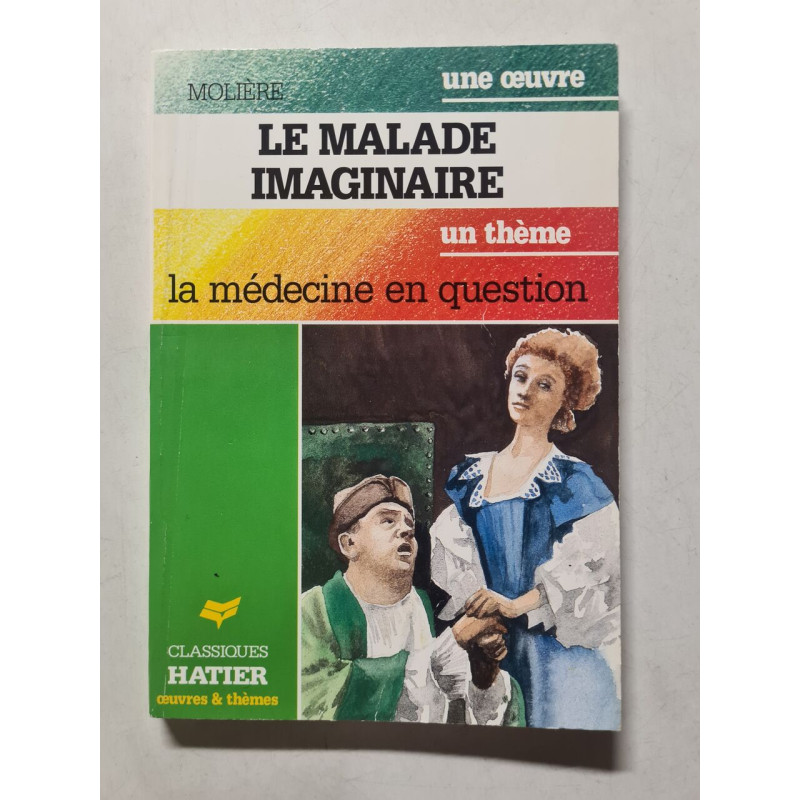 MOLIÈRE
une œuvre
LE MALADE
IMAGINAIRE
un thème
la médecine en question
CLASSIQUES
HATIER
œuvres & thèmes